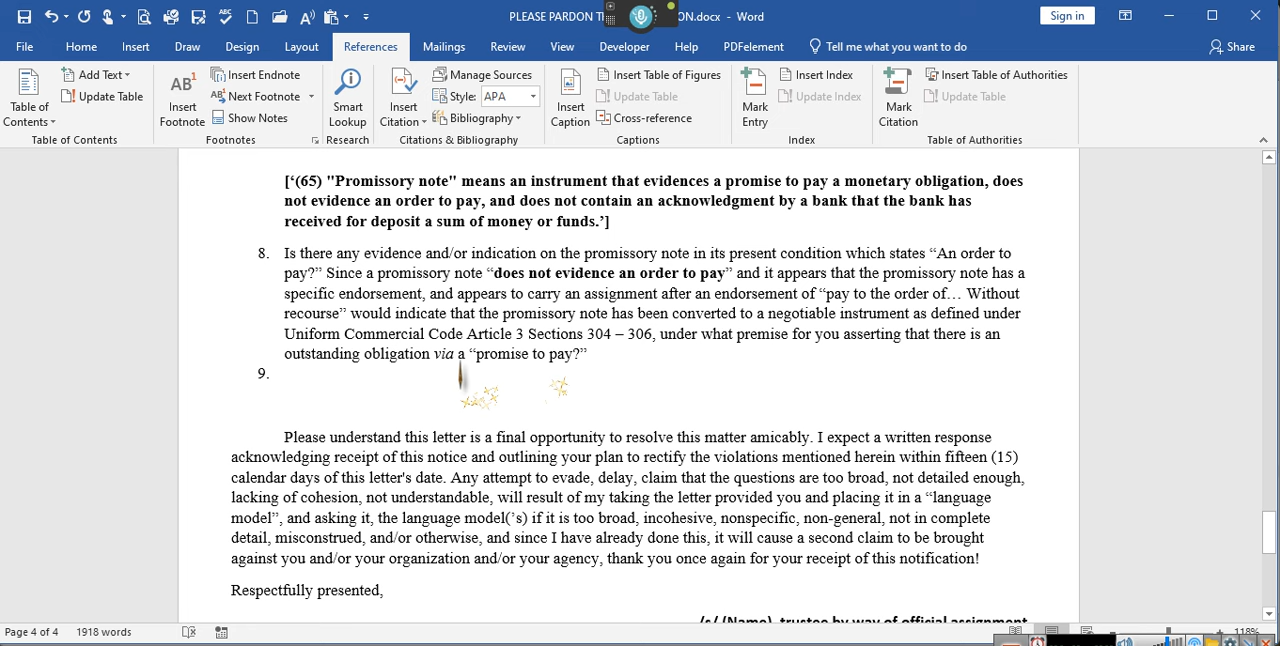 PLEASE PARDON TH
ON.docx - Word
Sign in
File Home Insert Draw Design Layout References Mailings Review View Developer Help PDFelement Tell me what you want to do Share
Table of Contents
Add Text
Update Table
Table of Contents
AB1 Insert Footnote
Insert Endnote
AB1 Next Footnote
Show Notes
Footnotes
Smart Lookup
Research
Insert Citation
Manage Sources
Style: APA
Bibliography
Citations & Bibliography
Insert Caption
Insert Table of Figures
Update Table
Cross-reference
Captions
Mark Entry
Insert Index
Update Index
Index
Mark Citation
Insert Table of Authorities
Update Table
Table of Authorities
[‘(65) "Promissory note" means an instrument that evidences a promise to pay a monetary obligation, does
not evidence an order to pay, and does not contain an acknowledgment by a bank that the bank has
received for deposit a sum of money or funds.’]
8. Is there any evidence and/or indication on the promissory note in its present condition which states “An order to
pay?” Since a promissory note “does not evidence an order to pay” and it appears that the promissory note has a
specific endorsement, and appears to carry an assignment after an endorsement of “pay to the order of… Without
recourse” would indicate that the promissory note has been converted to a negotiable instrument as defined under
Uniform Commercial Code Article 3 Sections 304 – 306, under what premise for you asserting that there is an
outstanding obligation via a “promise to pay?”
9.
Please understand this letter is a final opportunity to resolve this matter amicably. I expect a written response
acknowledging receipt of this notice and outlining your plan to rectify the violations mentioned herein within fifteen (15)
calendar days of this letter's date. Any attempt to evade, delay, claim that the questions are too broad, not detailed enough,
lacking of cohesion, not understandable, will result of my taking the letter provided you and placing it in a “language
model”, and asking it, the language model(’s) if it is too broad, incohesive, nonspecific, non-general, not in complete
detail, misconstrued, and/or otherwise, and since I have already done this, it will cause a second claim to be brought
against you and/or your organization and/or your agency, thank you once again for your receipt of this notification!
Respectfully presented,
/s/ (Name), trustee by way of official assignment
Page 4 of 4 1918 words 118%